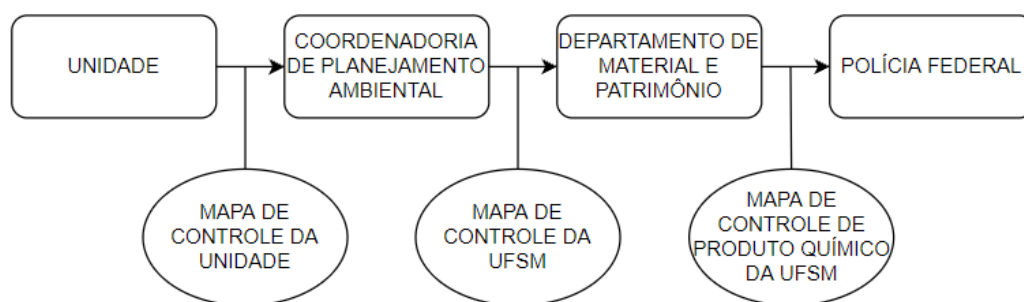 UNIDADE
COORDENADORIA
DE PLANEJAMENTO
AMBIENTAL
DEPARTAMENTO DE
MATERIAL E
PATRIMÔNIO
POLÍCIA FEDERAL
MAPA DE
CONTROLE DA
UNIDADE
MAPA DE
CONTROLE DA
UFSM
MAPA DE
CONTROLE DE
PRODUTO QUÍMICO
DA UFSM